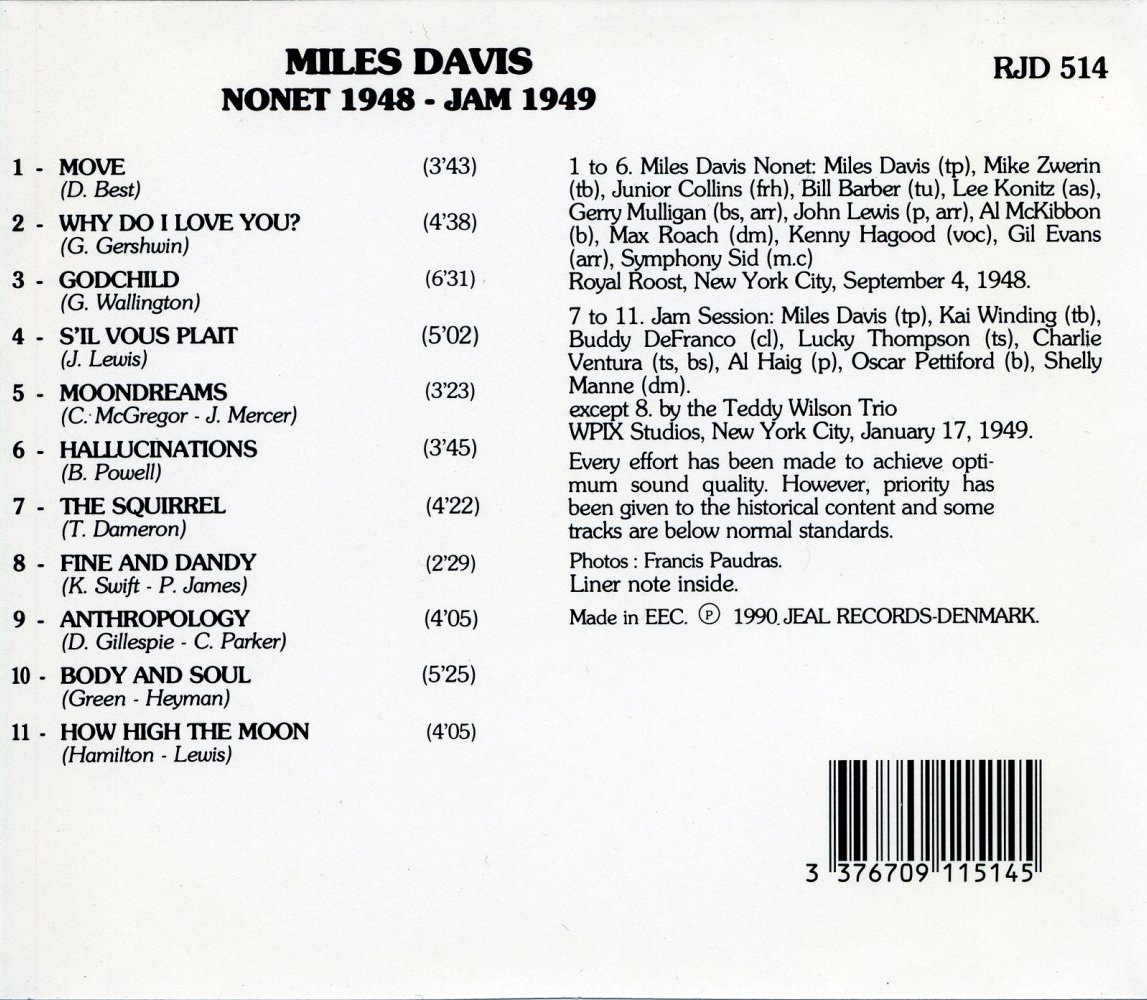 MILES DAVIS
NONET 1948 - JAM 1949
RJD 514
1 - MOVE (3'43)
(D. Best)
2 - WHY DO I LOVE YOU? (4'38)
(G. Gershwin)
3 - GODCHILD (6'31)
(G. Wallington)
4 - S'IL VOUS PLAIT (5'02)
(J. Lewis)
5 - MOONDREAMS (3'23)
(C. McGregor - J. Mercer)
6 - HALLUCINATIONS (3'45)
(B. Powell)
7 - THE SQUIRREL (4'22)
(T. Dameron)
8 - FINE AND DANDY (2'29)
(K. Swift - P. James)
9 - ANTHROPOLOGY (4'05)
(D. Gillespie - C. Parker)
10 - BODY AND SOUL (5'25)
(Green - Heyman)
11 - HOW HIGH THE MOON (4'05)
(Hamilton - Lewis)
1 to 6. Miles Davis Nonet: Miles Davis (tp), Mike Zwerin
(tb), Junior Collins (frh), Bill Barber (tu), Lee Konitz (as),
Gerry Mulligan (bs, arr), John Lewis (p, arr), Al McKibbon
(b), Max Roach (dm), Kenny Hagood (voc), Gil Evans
(arr), Symphony Sid (m.c)
Royal Roost, New York City, September 4, 1948.
7 to 11. Jam Session: Miles Davis (tp), Kai Winding (tb),
Buddy DeFranco (cl), Lucky Thompson (ts), Charlie
Ventura (ts, bs), Al Haig (p), Oscar Pettiford (b), Shelly
Manne (dm).
except 8. by the Teddy Wilson Trio
WPIX Studios, New York City, January 17, 1949.
Every effort has been made to achieve opti-
mum sound quality. However, priority has
been given to the historical content and some
tracks are below normal standards.
Photos : Francis Paudras.
Liner note inside.
Made in EEC. ℗ 1990. JEAL RECORDS-DENMARK.
3 376709 115145